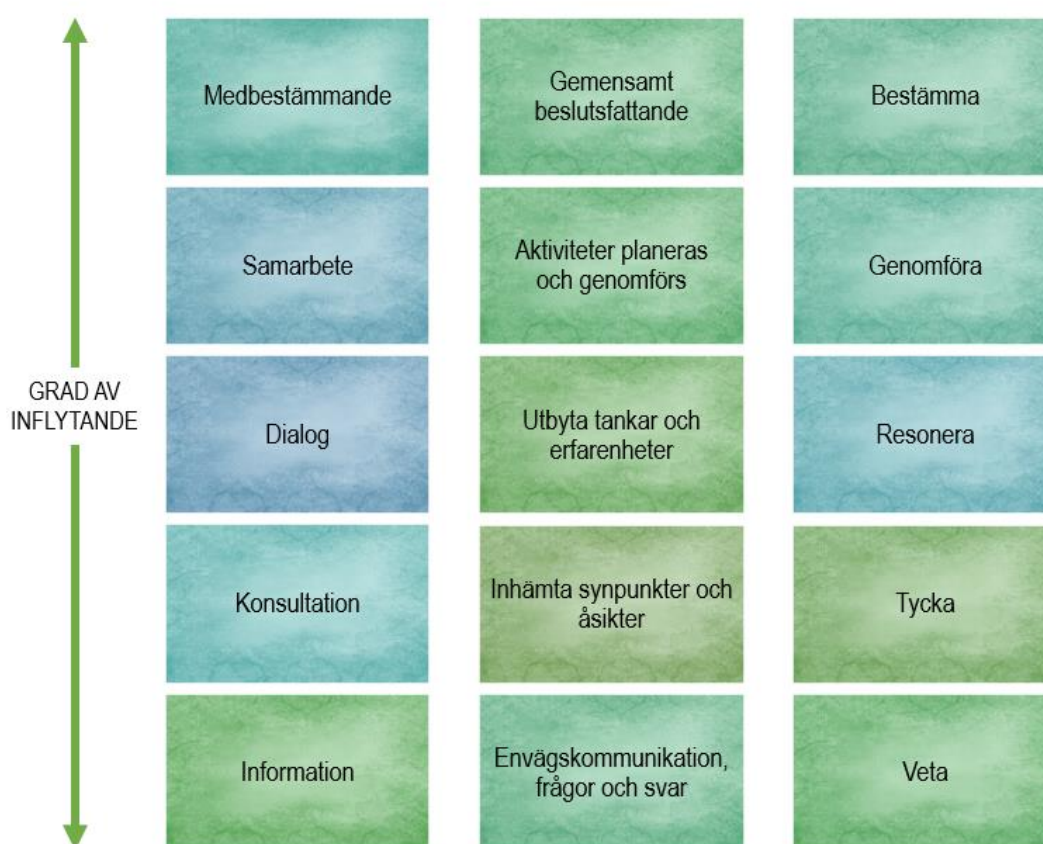 Medbestämmande
Gemensamt
beslutsfattande
Bestämma
Samarbete
Aktiviteter planeras
och genomförs
Genomföra
GRAD AV
INFLYTANDE
Dialog
Utbyta tankar och
erfarenheter
Resonera
Konsultation
Inhämta synpunkter och
åsikter
Tycka
Information
Envägskommunikation,
frågor och svar
Veta